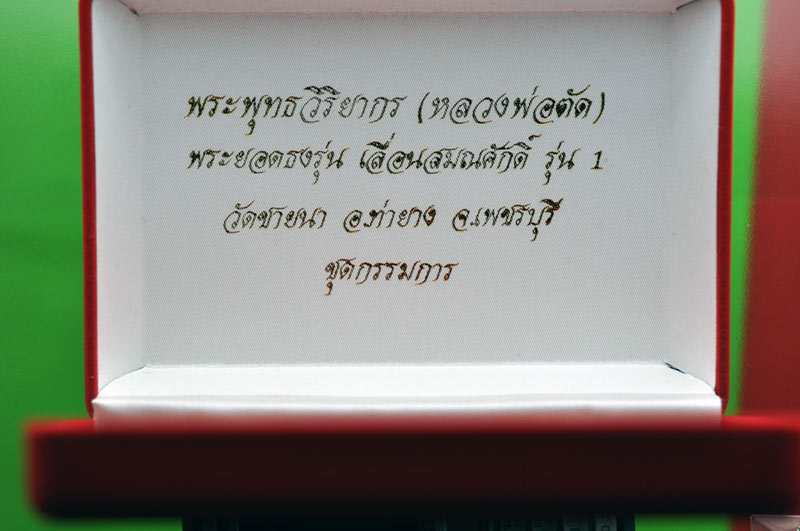 พระพุทธวิริยากร (หลวงพ่อตัด)
พระยอดธงรุ่น เลื่อนสมณศักดิ์ รุ่น 1
วัดชายนา อ.ท่ายาง จ.เพชรบุรี
ชุดกรรมการ